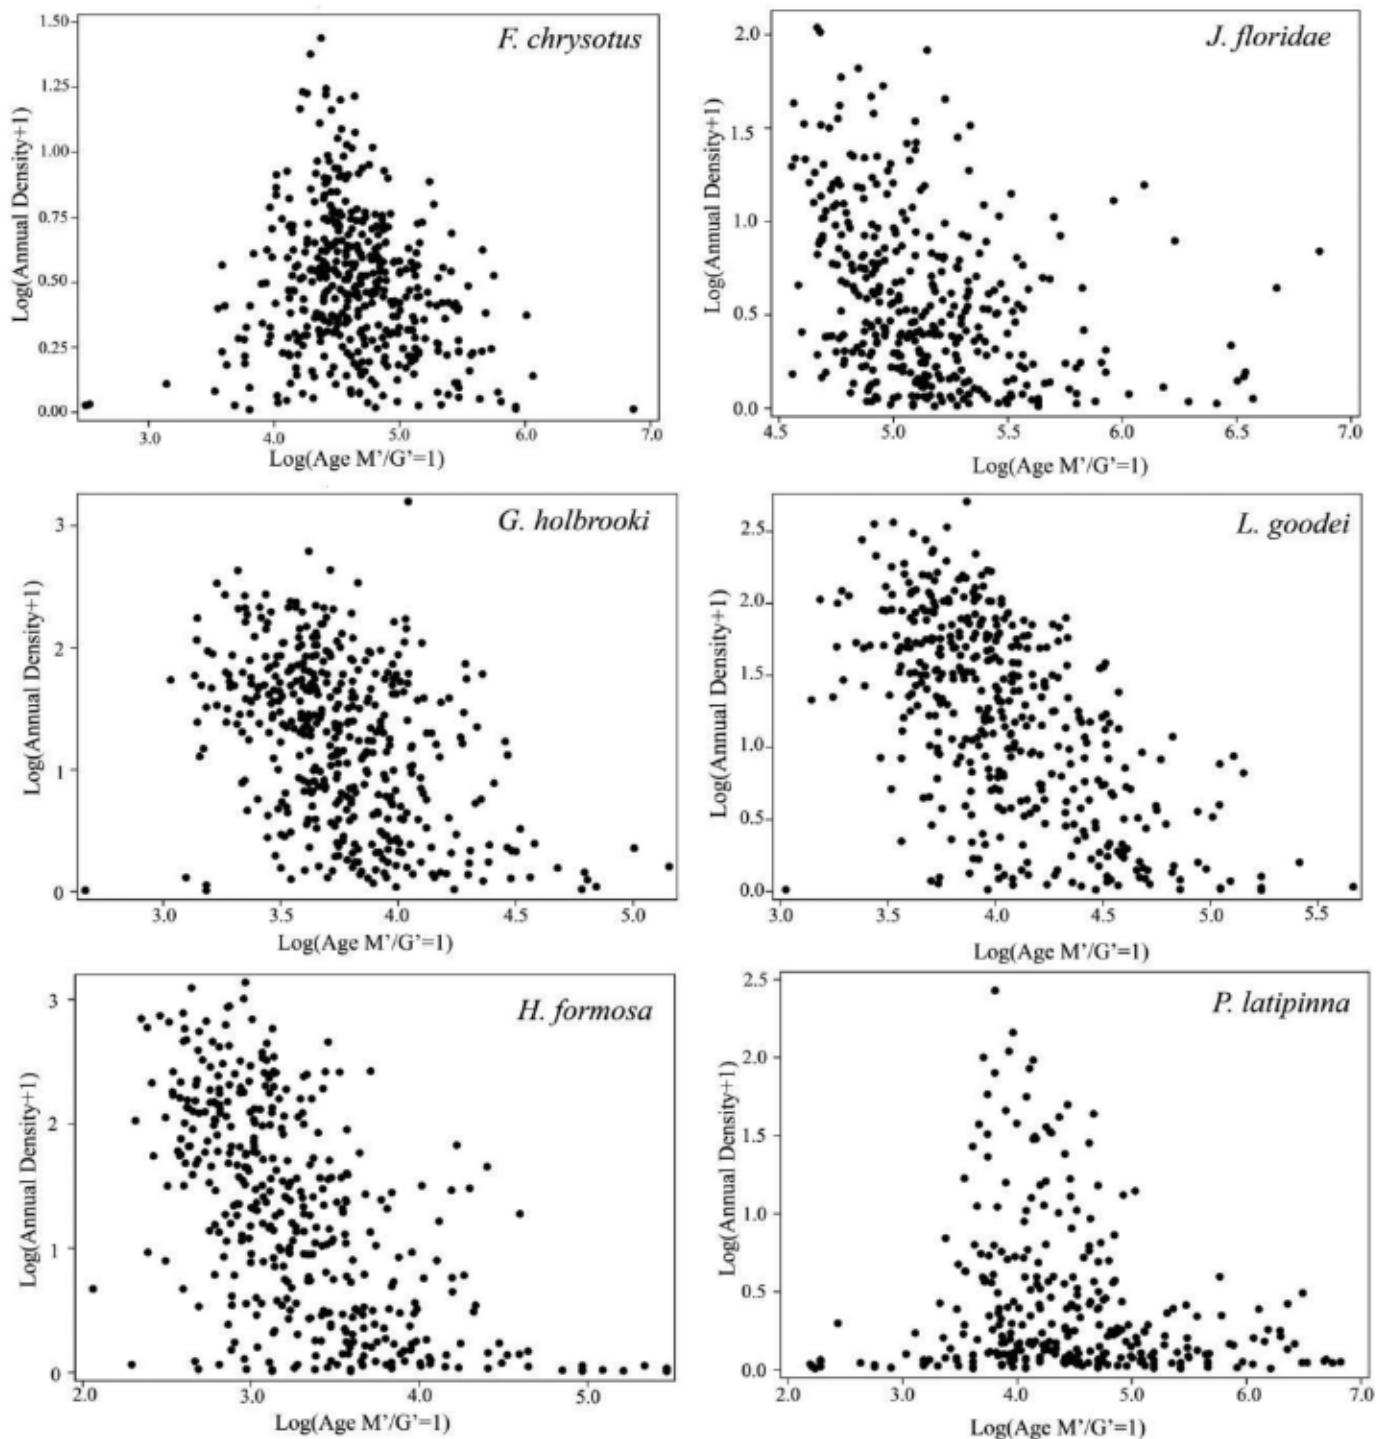 F. chrysotus
Log(Annual Density+1)
1.50
1.25
1.00
0.75
0.50
0.25
0.00
3.0 4.0 5.0 6.0 7.0
Log(Age M’/G’=1)
J. floridae
Log(Annual Density+1)
2.0
1.5
1.0
0.5
0.0
4.5 5.0 5.5 6.0 6.5 7.0
Log(Age M’/G’=1)
G. holbrooki
Log(Annual Density+1)
3
2
1
0
3.0 3.5 4.0 4.5 5.0
Log(Age M’/G’=1)
L. goodei
Log(Annual Density+1)
2.5
2.0
1.5
1.0
0.5
0.0
3.0 3.5 4.0 4.5 5.0 5.5
Log(Age M’/G’=1)
H. formosa
Log(Annual Density+1)
3
2
1
0
2.0 3.0 4.0 5.0
Log(Age M’/G’=1)
P. latipinna
Log(Annual Density+1)
2.5
2.0
1.5
1.0
0.5
0.0
2.0 3.0 4.0 5.0 6.0 7.0
Log(Age M’/G’=1)